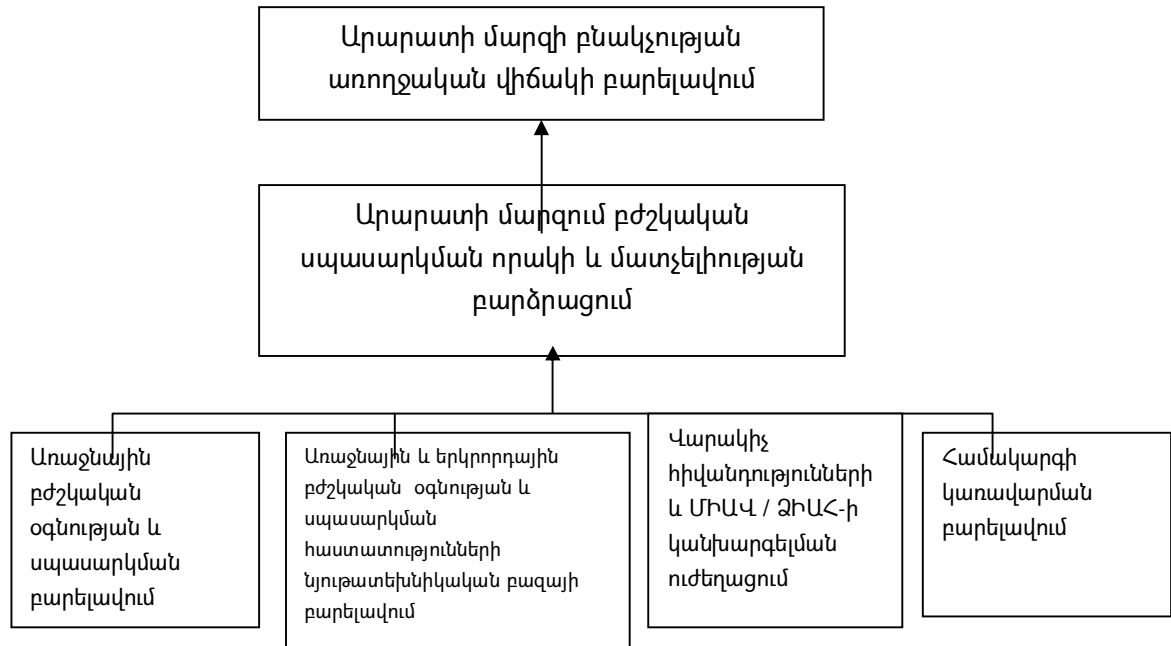 Արարատի մարզի բնակչության
առողջական վիճակի բարելավում
Արարատի մարզում բժշկական
սպասարկման որակի և մատչելիության
բարձրացում
Առաջնային
բժշկական
օգնության և
սպասարկման
բարելավում
Առաջնային և երկրորդային
բժշկական օգնության և
սպասարկման
հաստատությունների
նյութատեխնիկական բազայի
բարելավում
Վարակիչ
հիվանդությունների
և ՄԻԱՎ / ՁԻԱՀ-ի
կանխարգելման
ուժեղացում
Համակարգի
կառավարման
բարելավում